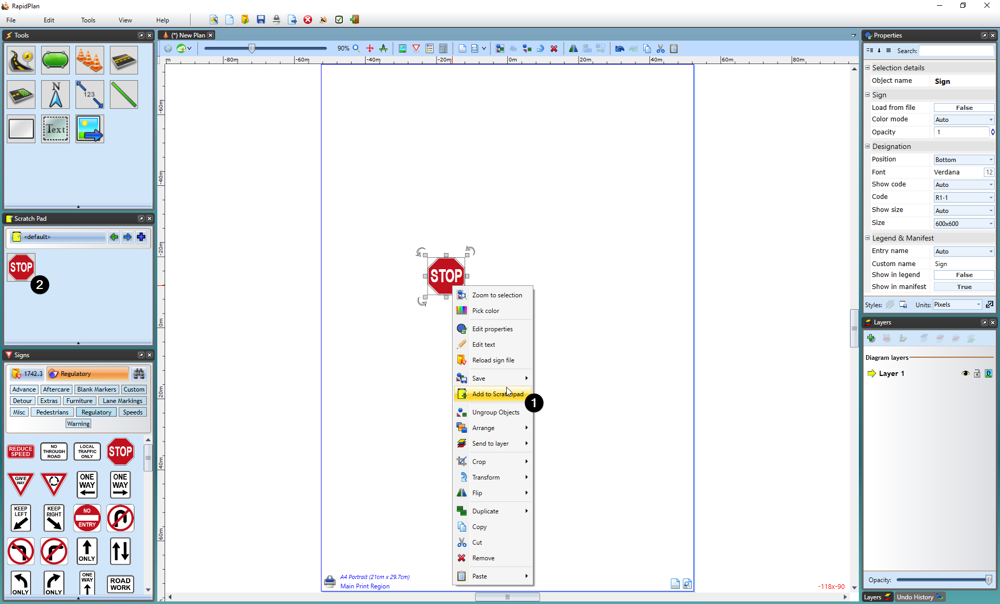 RapidPlan
File Edit Tools View Help
Tools
(*) New Plan
Properties
90%
Search:
m -80m -60m -40m -20m 0m 20m 40m 60m 80m
-60m
-40m
-20m
0m
20m
40m
60m
N
123
Text
Scratch Pad
<default>
STOP
2
Signs
1742.3 Regulatory
Advance Aftercare Blank Markers Custom
Detour Extras Furniture Lane Markings
Misc Pedestrians Regulatory Speeds
Warning
REDUCE SPEED
NO THROUGH ROAD
LOCAL TRAFFIC ONLY
STOP
GIVE WAY
ONE WAY
ONE WAY
KEEP LEFT
KEEP RIGHT
NO ENTRY
ONLY
ONLY
ONLY
ONE WAY
ROAD WORK
STOP
Zoom to selection
Pick color
Edit properties
Edit text
Reload sign file
Save
Add to Scratchpad
1
Ungroup Objects
Arrange
Send to layer
Crop
Transform
Flip
Duplicate
Copy
Cut
Remove
Paste
A4 Portrait (21cm x 29.7cm)
Main Print Region
-118x-90
Selection details
Object name Sign
Sign
Load from file False
Color mode Auto
Opacity 1
Designation
Position Bottom
Font Verdana 12
Show code Auto
Code R1-1
Show size Auto
Size 600x600
Legend & Manifest
Entry name Auto
Custom name Sign
Show in legend False
Show in manifest True
Styles: Units: Pixels
Layers
Diagram layers
Layer 1
D
Opacity:
Layers Undo History